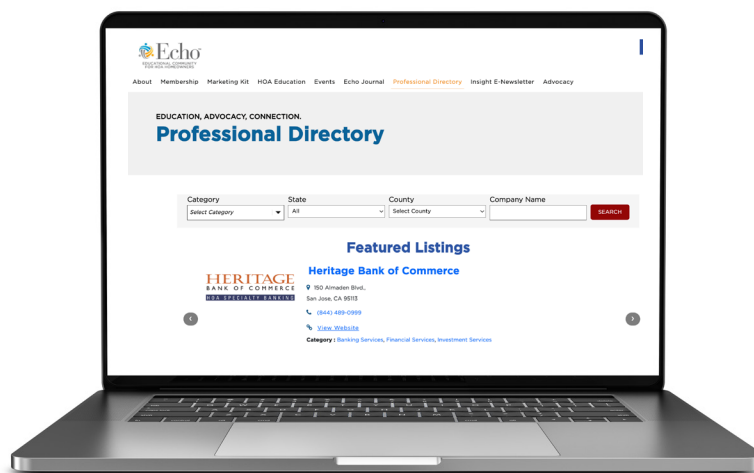 Echo
EDUCATIONAL COMMUNITY
FOR HOA HOMEOWNERS
About Membership Marketing Kit HOA Education Events Echo Journal Professional Directory Insight E-Newsletter Advocacy
EDUCATION, ADVOCACY, CONNECTION.
Professional Directory
Category State County Company Name
Select Category All Select County SEARCH
Featured Listings
HERITAGE
BANK OF COMMERCE
HOA SPECIALTY BANKING
Heritage Bank of Commerce
150 Almaden Blvd.,
San Jose, CA 95113
(844) 489-0999
View Website
Category : Banking Services, Financial Services, Investment Services